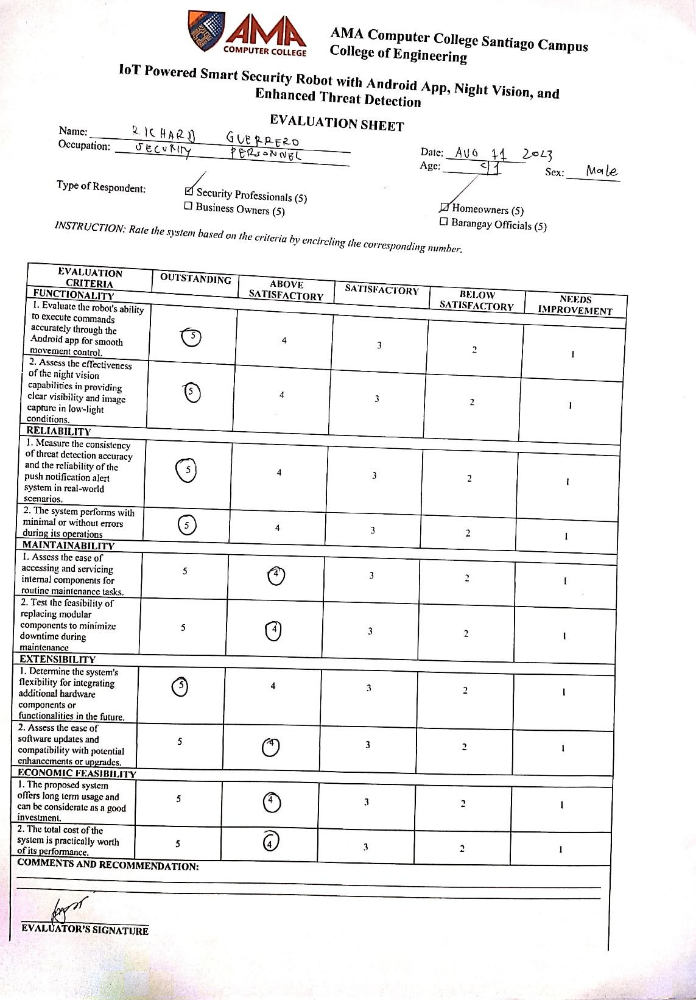 AMA
COMPUTER COLLEGE
AMA Computer College Santiago Campus
College of Engineering
IoT Powered Smart Security Robot with Android App, Night Vision, and
Enhanced Threat Detection
EVALUATION SHEET
Name: RICHARD GUERRERO
Occupation: SECURITY PERSONNEL
Date: AUG 11 2023
Age: 41 Sex: Male
Type of Respondent:
Security Professionals (5)
Business Owners (5)
Homeowners (5)
Barangay Officials (5)
INSTRUCTION: Rate the system based on the criteria by encircling the corresponding number.
EVALUATION
CRITERIA
OUTSTANDING
ABOVE
SATISFACTORY
SATISFACTORY
BELOW
SATISFACTORY
NEEDS
IMPROVEMENT
FUNCTIONALITY
1. Evaluate the robot's ability
to execute commands
accurately through the
Android app for smooth
movement control.
5 4 3 2 1
2. Assess the effectiveness
of the night vision
capabilities in providing
clear visibility and image
capture in low-light
conditions.
5 4 3 2 1
RELIABILITY
1. Measure the consistency
of threat detection accuracy
and the reliability of the
push notification alert
system in real-world
scenarios.
5 4 3 2 1
2. The system performs with
minimal or without errors
during its operations
5 4 3 2 1
MAINTAINABILITY
1. Assess the ease of
accessing and servicing
internal components for
routine maintenance tasks.
5 4 3 2 1
2. Test the feasibility of
replacing modular
components to minimize
downtime during
maintenance
5 4 3 2 1
EXTENSIBILITY
1. Determine the system's
flexibility for integrating
additional hardware
components or
functionalities in the future.
5 4 3 2 1
2. Assess the ease of
software updates and
compatibility with potential
enhancements or upgrades.
5 4 3 2 1
ECONOMIC FEASIBILITY
1. The proposed system
offers long term usage and
can be considerate as a good
investment.
5 4 3 2 1
2. The total cost of the
system is practically worth
of its performance.
5 4 3 2 1
COMMENTS AND RECOMMENDATION:
EVALUATOR'S SIGNATURE